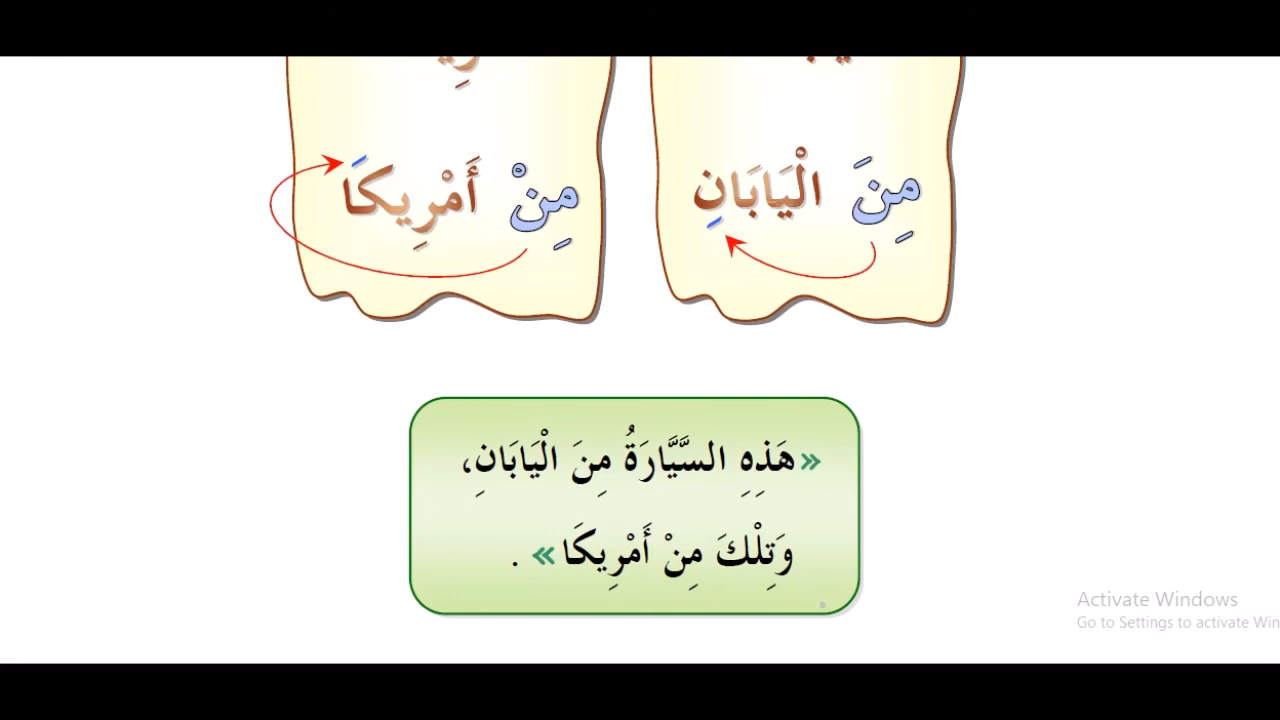 مِنَ الْيَابَانِ
مِنْ أَمْرِيكَا
«هَذِهِ السَّيَّارَةُ مِنَ الْيَابَانِ،
وَتِلْكَ مِنْ أَمْرِيكَا» .
Activate Windows
Go to Settings to activate Win